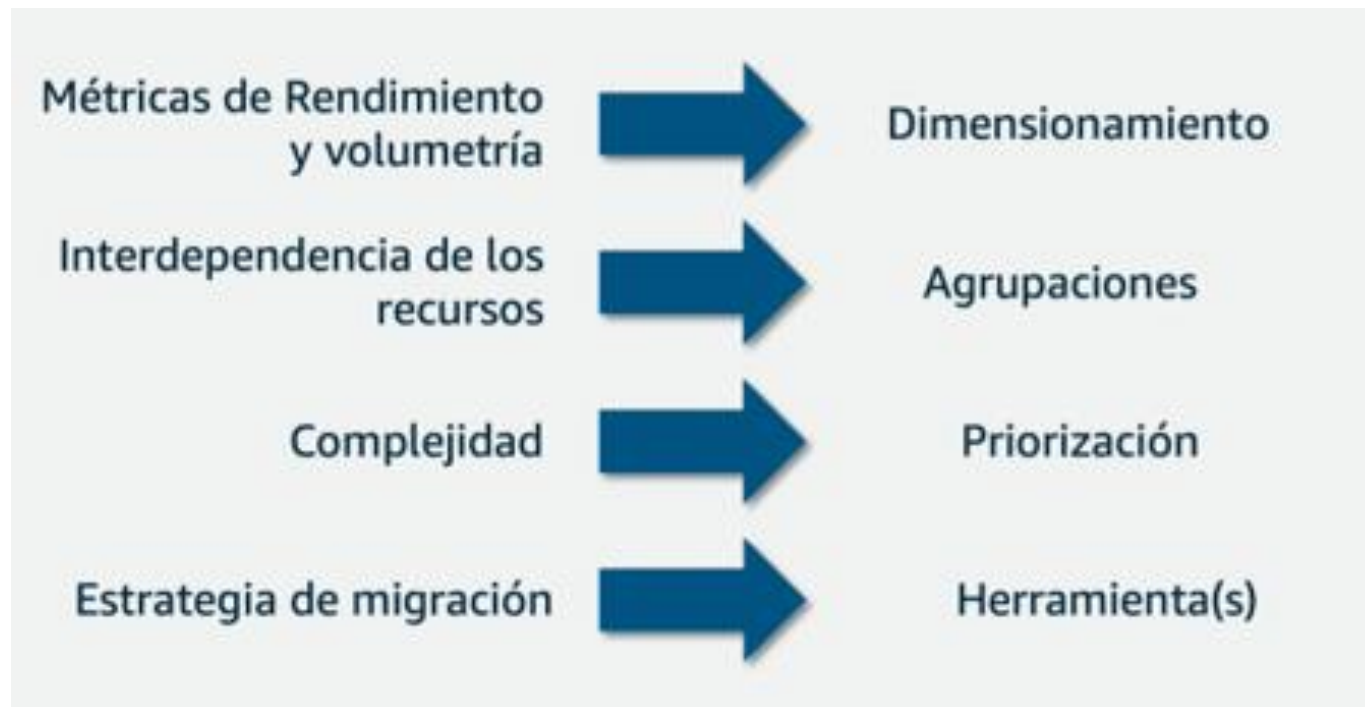 Métricas de Rendimiento
y volumetría
Dimensionamiento
Interdependencia de los
recursos
Agrupaciones
Complejidad
Priorización
Estrategia de migración
Herramienta(s)